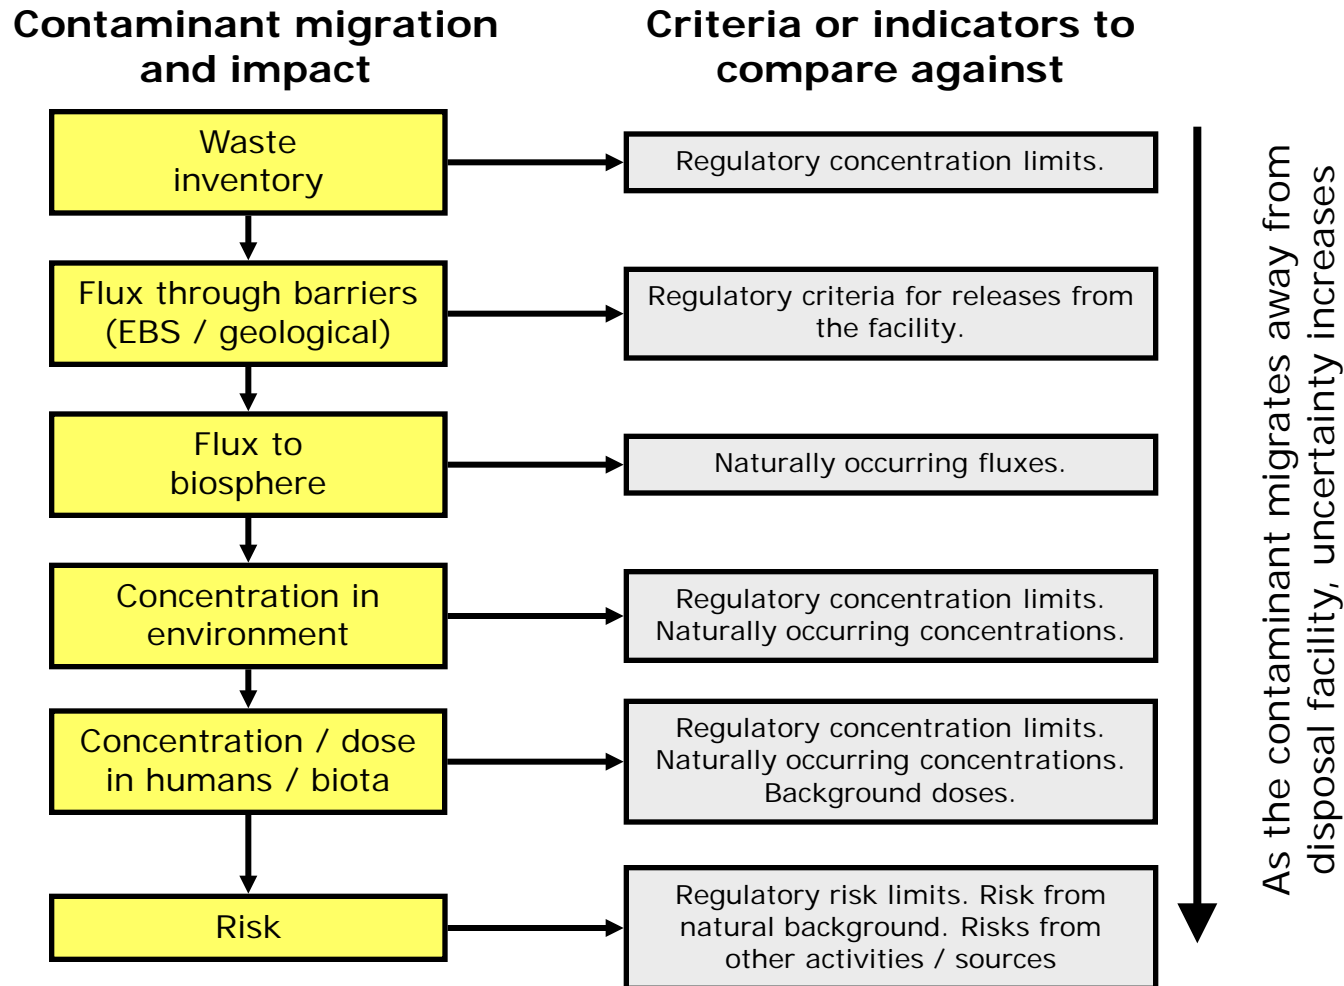 Contaminant migration
and impact
Criteria or indicators to
compare against
Waste
inventory
Regulatory concentration limits.
Flux through barriers
(EBS / geological)
Regulatory criteria for releases from
the facility.
Flux to
biosphere
Naturally occurring fluxes.
Concentration in
environment
Regulatory concentration limits.
Naturally occurring concentrations.
Concentration / dose
in humans / biota
Regulatory concentration limits.
Naturally occurring concentrations.
Background doses.
Risk
Regulatory risk limits. Risk from
natural background. Risks from
other activities / sources
As the contaminant migrates away from
disposal facility, uncertainty increases